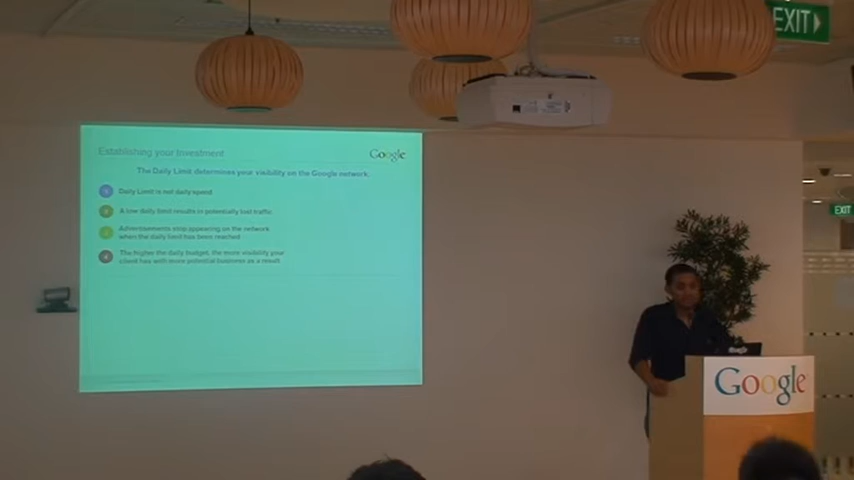 EXIT
Establishing your Investment
Google
The Daily Limit determines your visibility on the Google network.
Daily Limit is not daily spend
A low daily limit results in potentially lost traffic
Advertisements stop appearing on the network
when the daily limit has been reached
The higher the daily budget, the more visibility your
client has with more potential business as a result
EXIT
Google